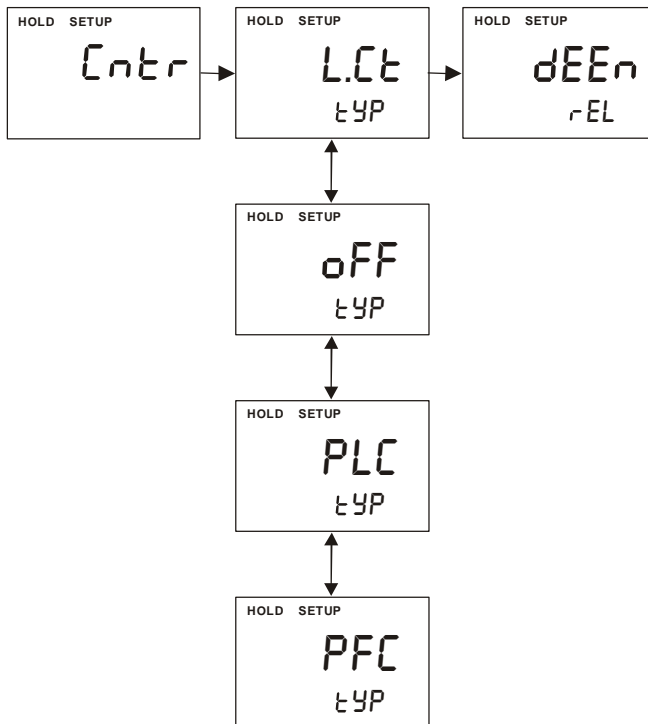 HOLD SETUP
Cntr
HOLD SETUP
L.Ct
tYP
HOLD SETUP
dEEn
rEL
HOLD SETUP
oFF
tYP
HOLD SETUP
PLC
tYP
HOLD SETUP
PFC
tYP